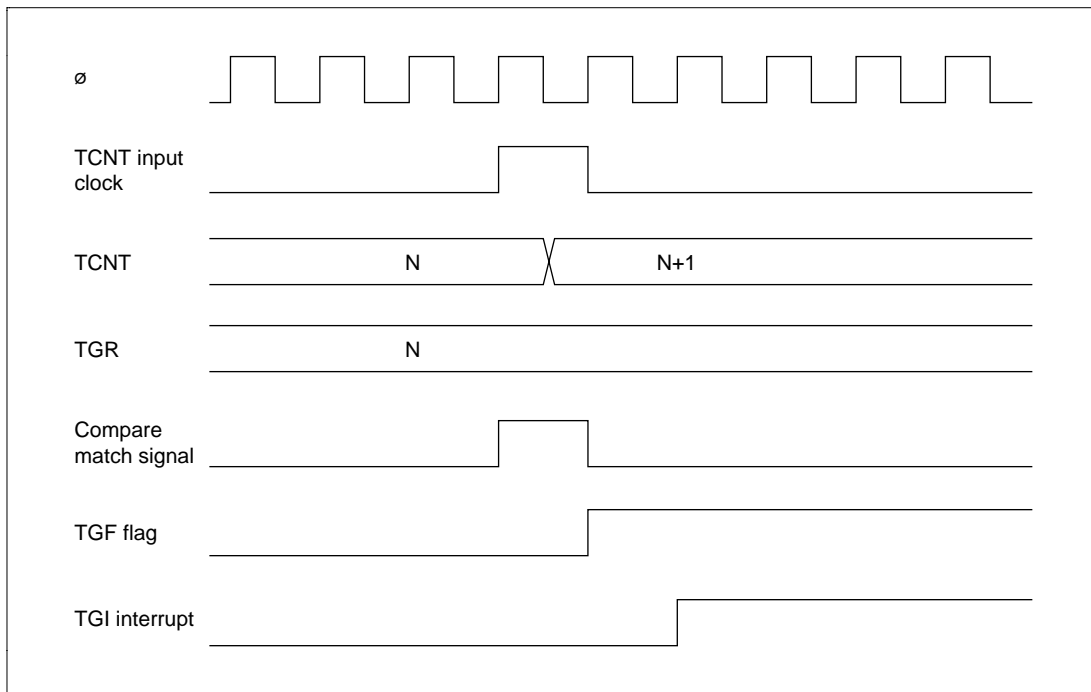 ø
TCNT input
clock
TCNT
N
N+1
TGR
N
Compare
match signal
TGF flag
TGI interrupt